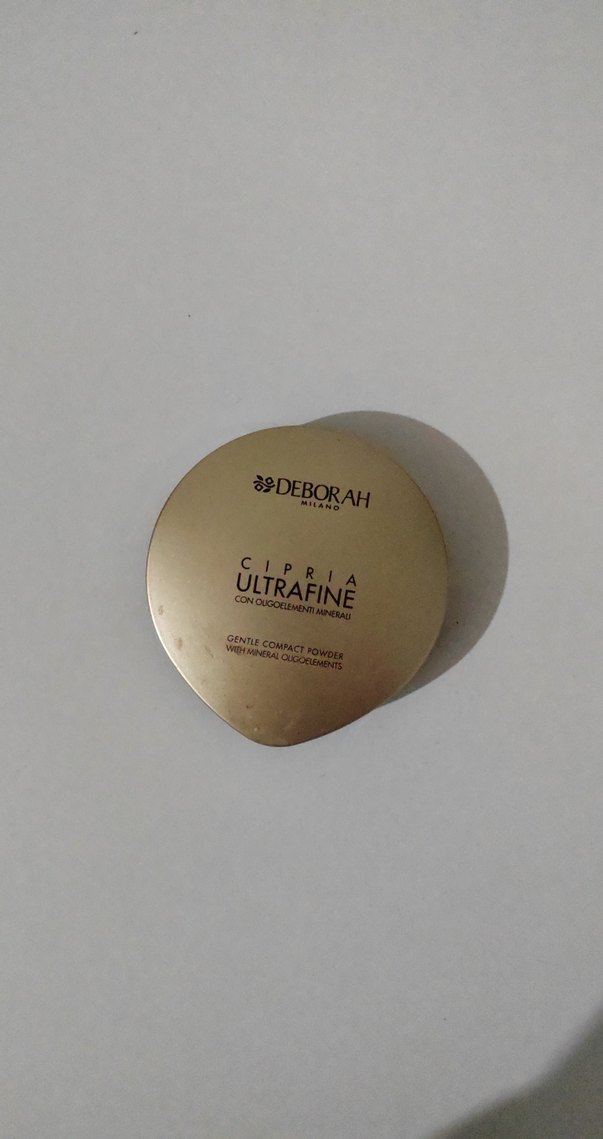 DEBORAH
MILANO
CIPRIA
ULTRAFINE
CON OLIGOELEMENTI MINERALI
GENTLE COMPACT POWDER
WITH MINERAL OLIGOELEMENTS